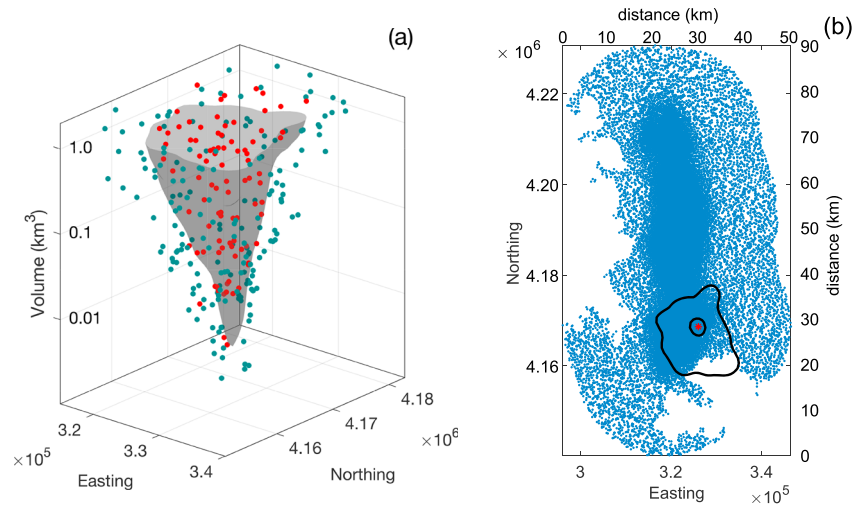 (a)
1.0
0.1
0.01
Volume (km³)
3.2
3.3
3.4
×10⁵
Easting
4.16
4.17
4.18
×10⁶
Northing
distance (km)
(b)
0 10 20 30 40 50
× 10⁶
4.22
4.20
4.18
4.16
Northing
90
80
70
60
50
40
30
20
10
0
distance (km)
3 3.2 3.4
Easting
× 10⁵